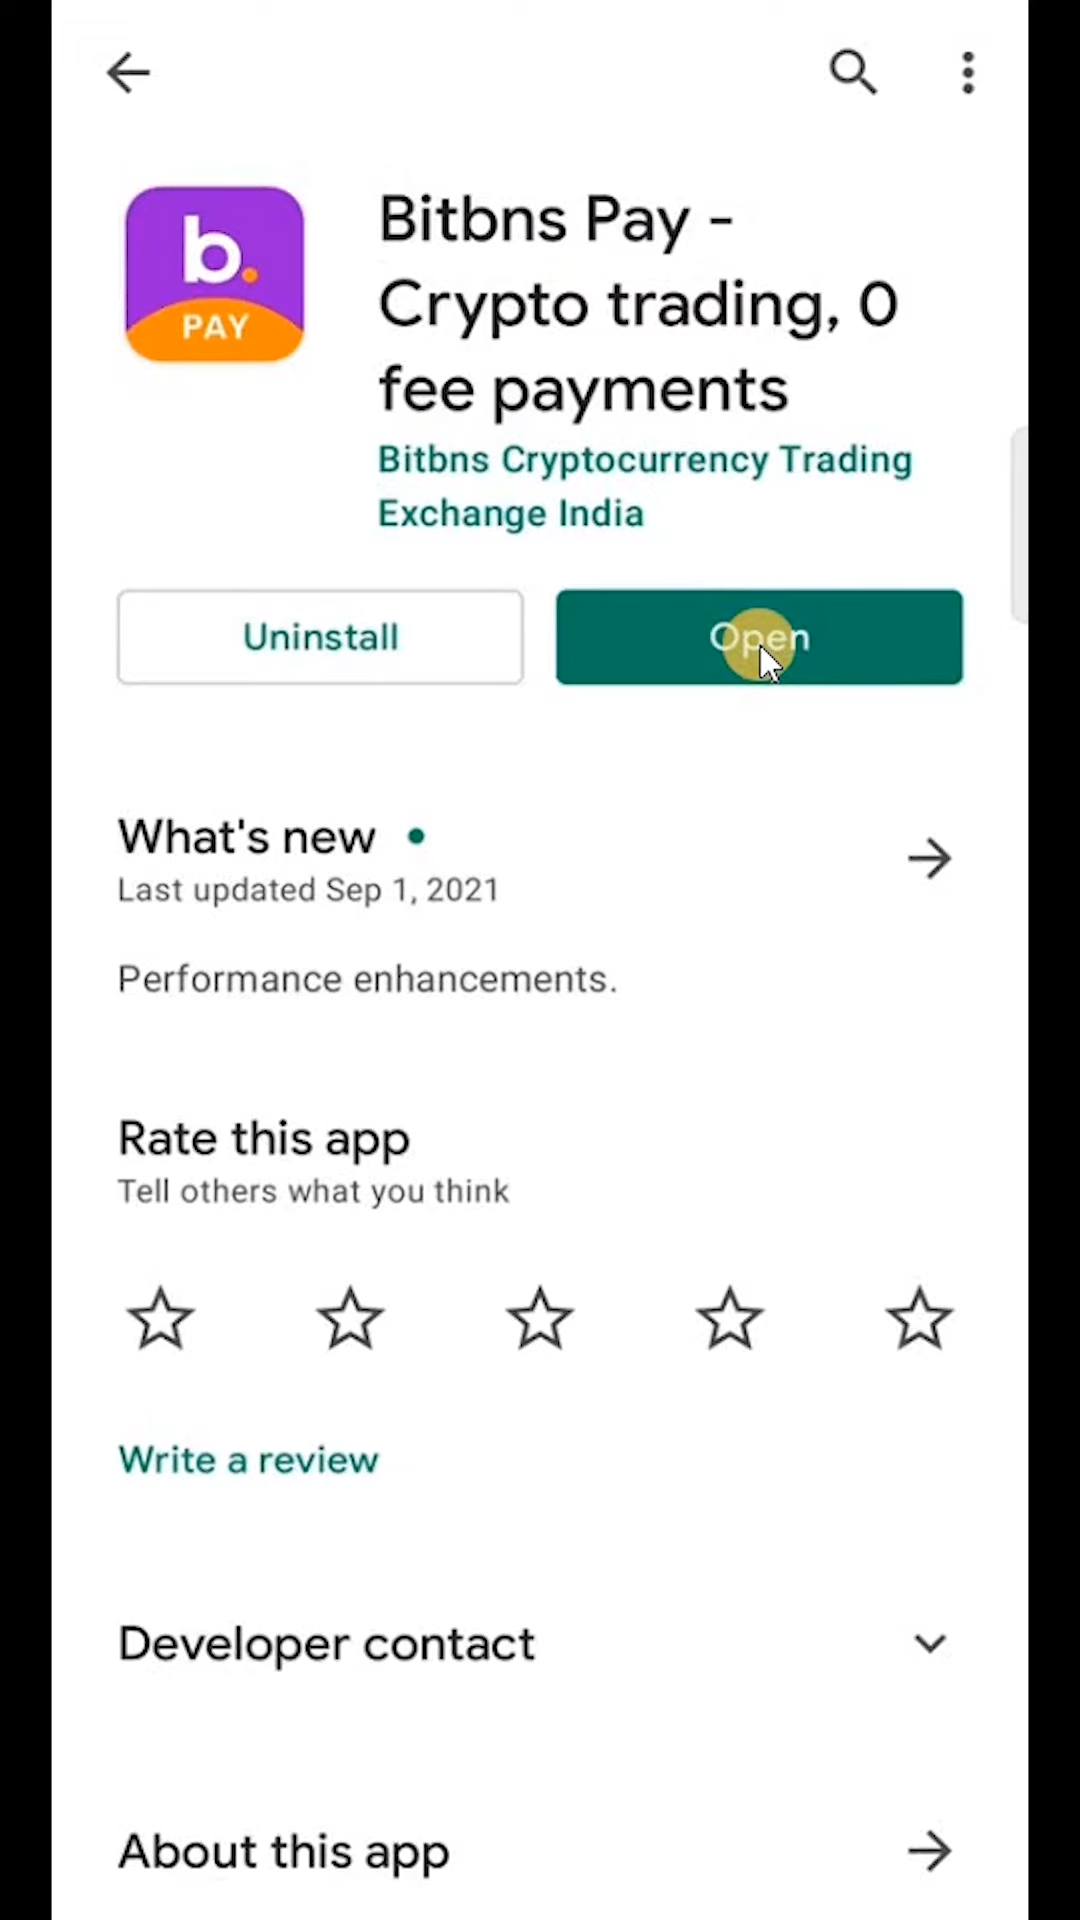 b.
PAY
Bitbns Pay -
Crypto trading, 0
fee payments
Bitbns Cryptocurrency Trading
Exchange India
Uninstall
Open
What's new
Last updated Sep 1, 2021
Performance enhancements.
Rate this app
Tell others what you think
Write a review
Developer contact
About this app